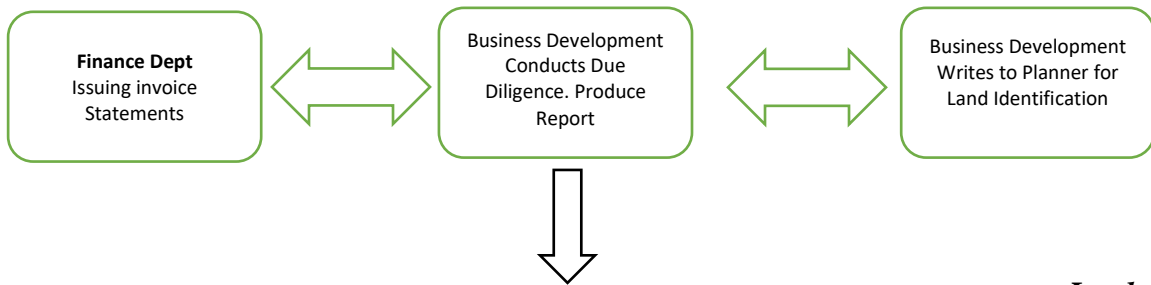 Finance Dept
Issuing invoice
Statements
Business Development
Conducts Due
Diligence. Produce
Report
Business Development
Writes to Planner for
Land Identification